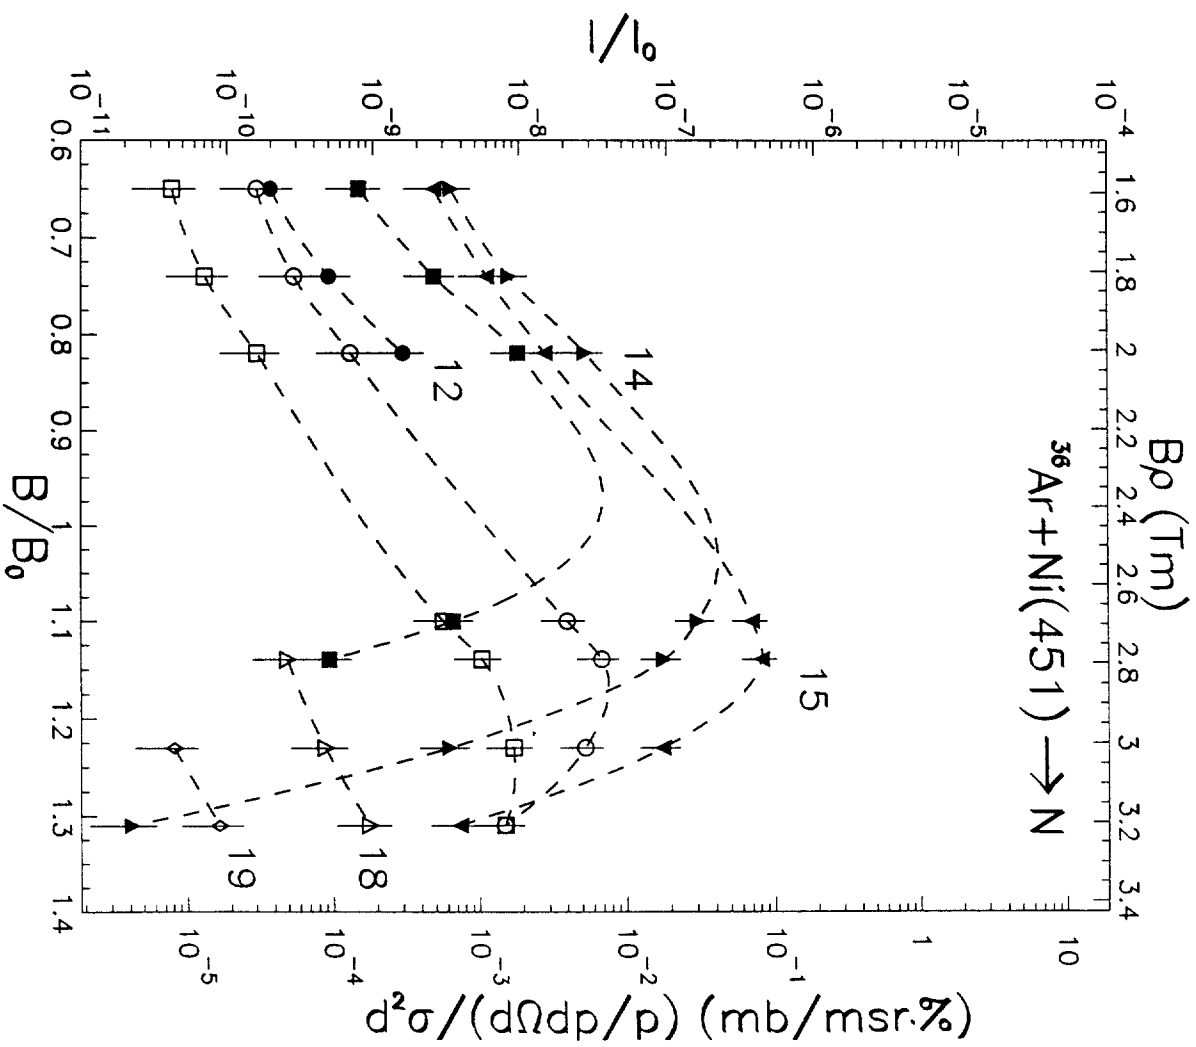 Bρ (Tm)
1.6 1.8 2 2.2 2.4 2.6 2.8 3 3.2 3.4
³⁶Ar+Ni(451) → N
I/I₀
10⁻⁴
10⁻⁵
10⁻⁶
10⁻⁷
10⁻⁸
10⁻⁹
10⁻¹⁰
10⁻¹¹
14
15
12
18
19
10
1
10⁻¹
10⁻²
10⁻³
10⁻⁴
10⁻⁵
d²σ/(dΩdp/p) (mb/msr.%)
0.6 0.7 0.8 0.9 1 1.1 1.2 1.3 1.4
B/B₀